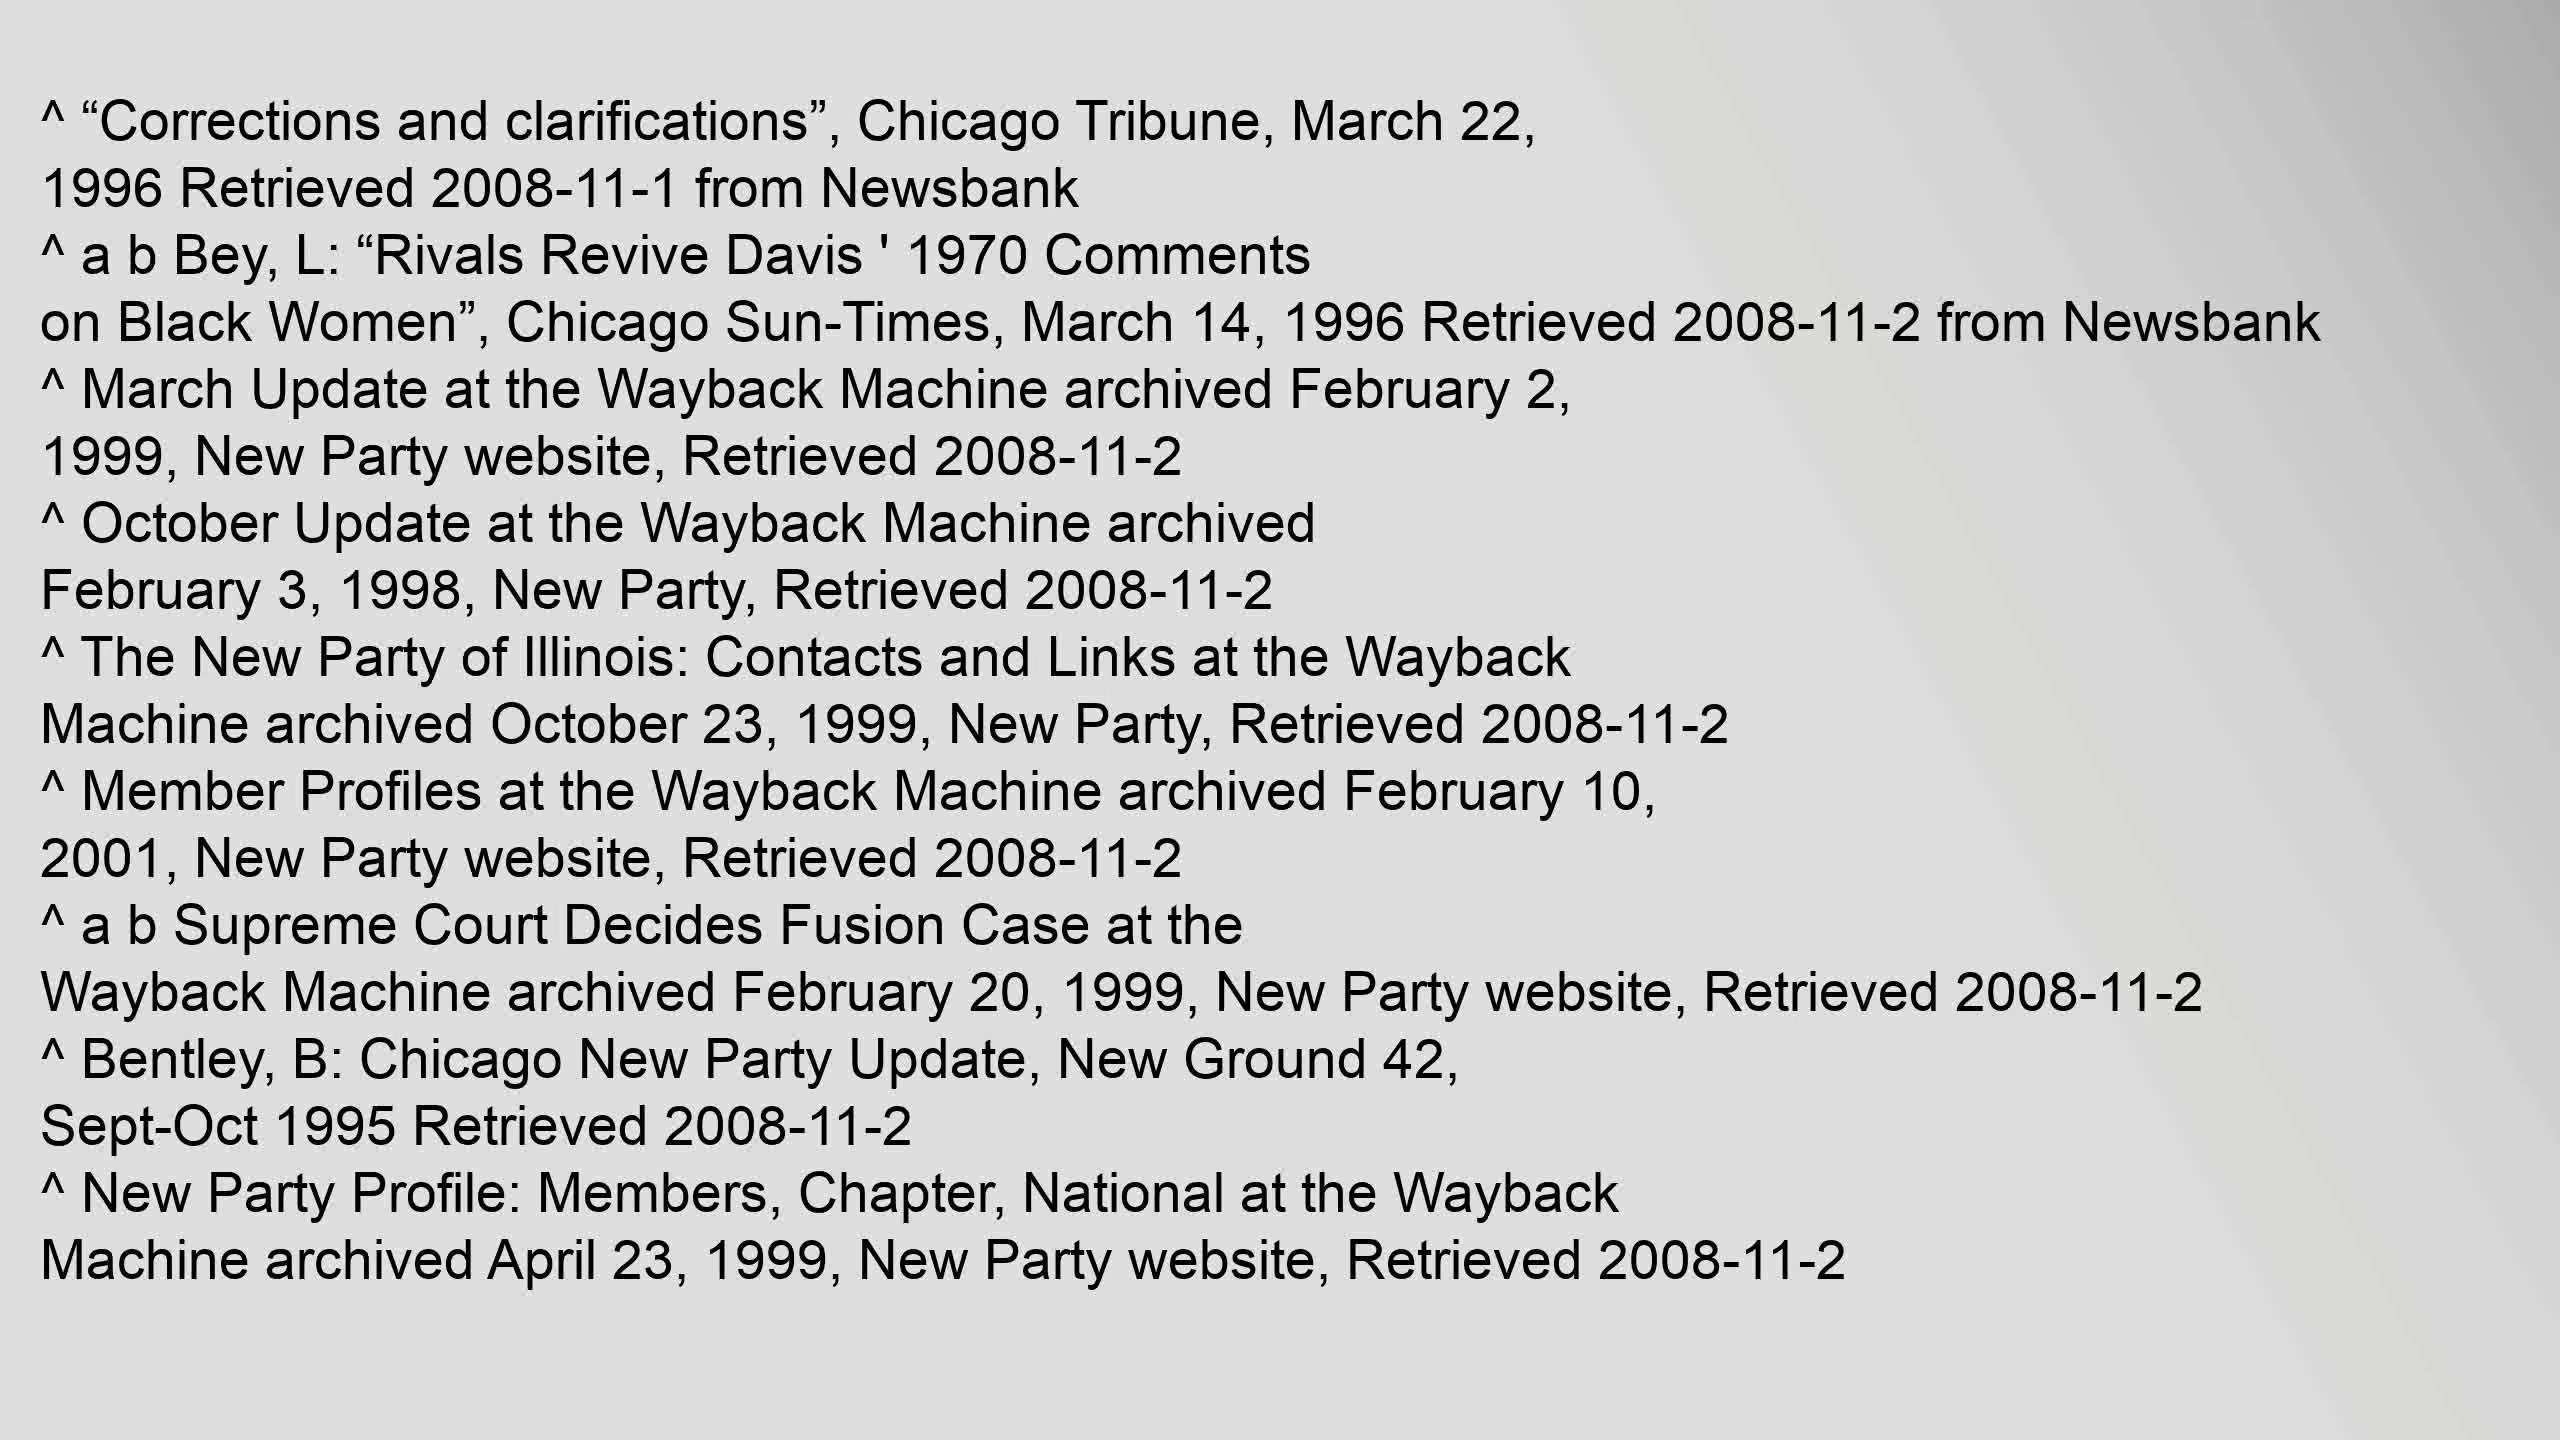 ^ “Corrections and clarifications”, Chicago Tribune, March 22,
1996 Retrieved 2008-11-1 from Newsbank
^ a b Bey, L: “Rivals Revive Davis ' 1970 Comments
on Black Women”, Chicago Sun-Times, March 14, 1996 Retrieved 2008-11-2 from Newsbank
^ March Update at the Wayback Machine archived February 2,
1999, New Party website, Retrieved 2008-11-2
^ October Update at the Wayback Machine archived
February 3, 1998, New Party, Retrieved 2008-11-2
^ The New Party of Illinois: Contacts and Links at the Wayback
Machine archived October 23, 1999, New Party, Retrieved 2008-11-2
^ Member Profiles at the Wayback Machine archived February 10,
2001, New Party website, Retrieved 2008-11-2
^ a b Supreme Court Decides Fusion Case at the
Wayback Machine archived February 20, 1999, New Party website, Retrieved 2008-11-2
^ Bentley, B: Chicago New Party Update, New Ground 42,
Sept-Oct 1995 Retrieved 2008-11-2
^ New Party Profile: Members, Chapter, National at the Wayback
Machine archived April 23, 1999, New Party website, Retrieved 2008-11-2